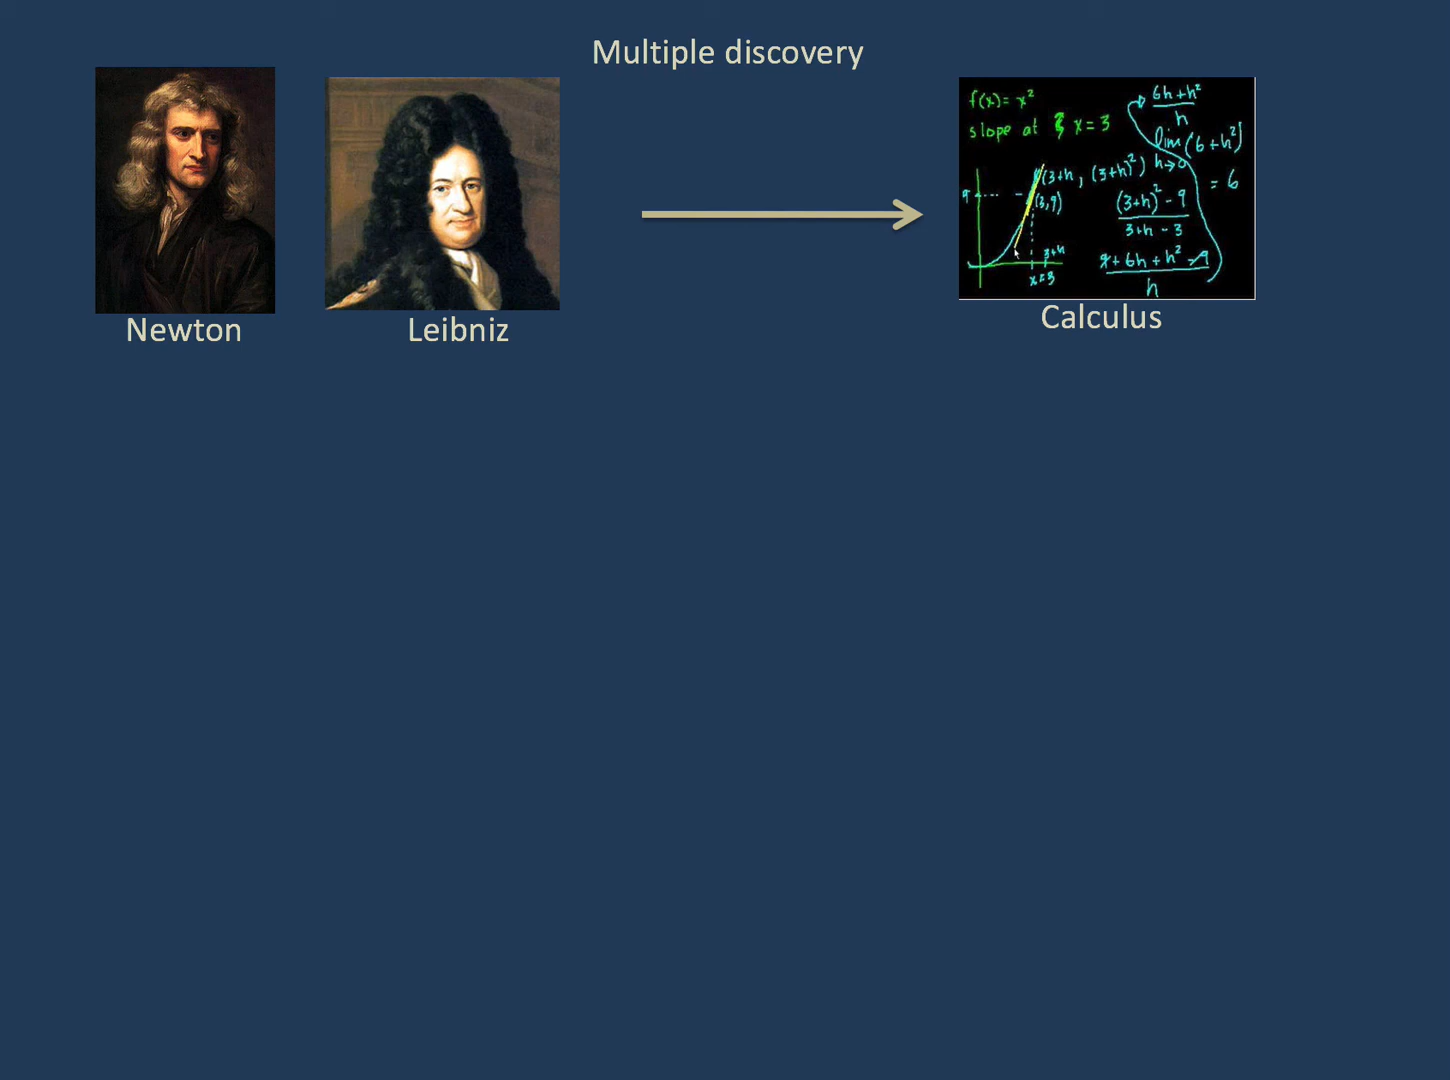 Multiple discovery
Newton
Leibniz
Calculus
f(x) = x²
slope at x = 3
6h + h²
h
lim (6 + h²)
h→0
= 6
(3+h, (3+h)²)
(3,9)
9
(3+h)² - 9
3+h - 3
9 + 6h + h² - 9
h
3+h
x=3